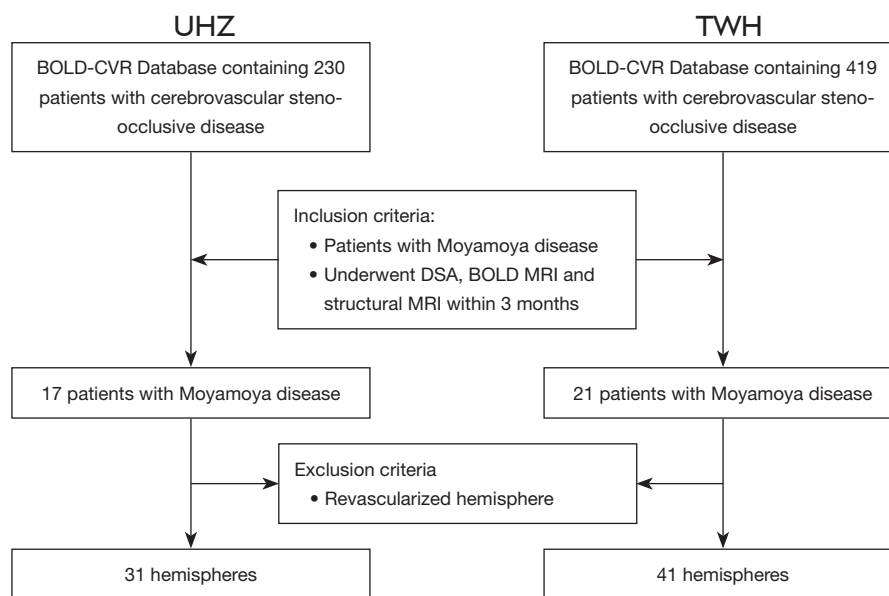 UHZ
BOLD-CVR Database containing 230
patients with cerebrovascular steno-
occlusive disease
TWH
BOLD-CVR Database containing 419
patients with cerebrovascular steno-
occlusive disease
Inclusion criteria:
• Patients with Moyamoya disease
• Underwent DSA, BOLD MRI and
structural MRI within 3 months
17 patients with Moyamoya disease
21 patients with Moyamoya disease
Exclusion criteria
• Revascularized hemisphere
31 hemispheres
41 hemispheres